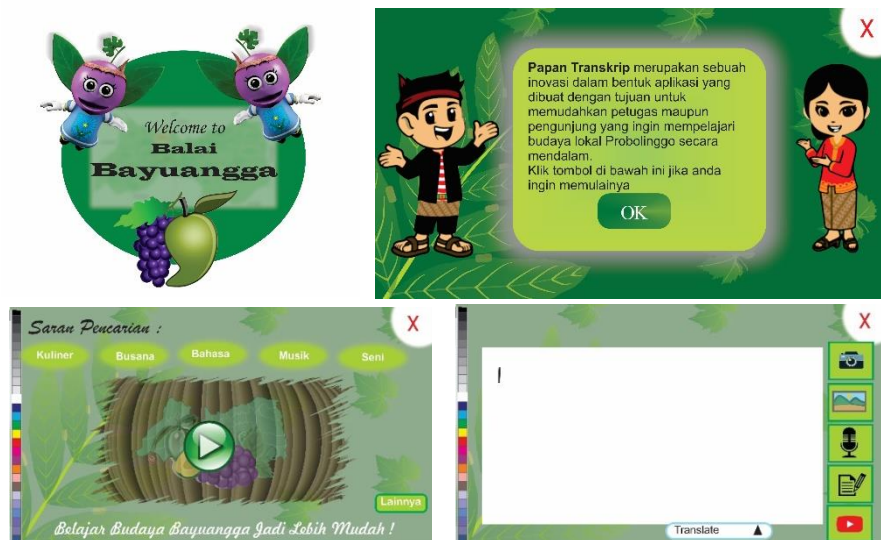 Welcome to
Balai
Bayuangga
X
Papan Transkrip merupakan sebuah
inovasi dalam bentuk aplikasi yang
dibuat dengan tujuan untuk
memudahkan petugas maupun
pengunjung yang ingin mempelajari
budaya lokal Probolinggo secara
mendalam.
Klik tombol di bawah ini jika anda
ingin memulainya
OK
Saran Pencarian :
X
Kuliner Busana Bahasa Musik Seni
Lainnya
Belajar Budaya Bayuangga Jadi Lebih Mudah !
X
Translate